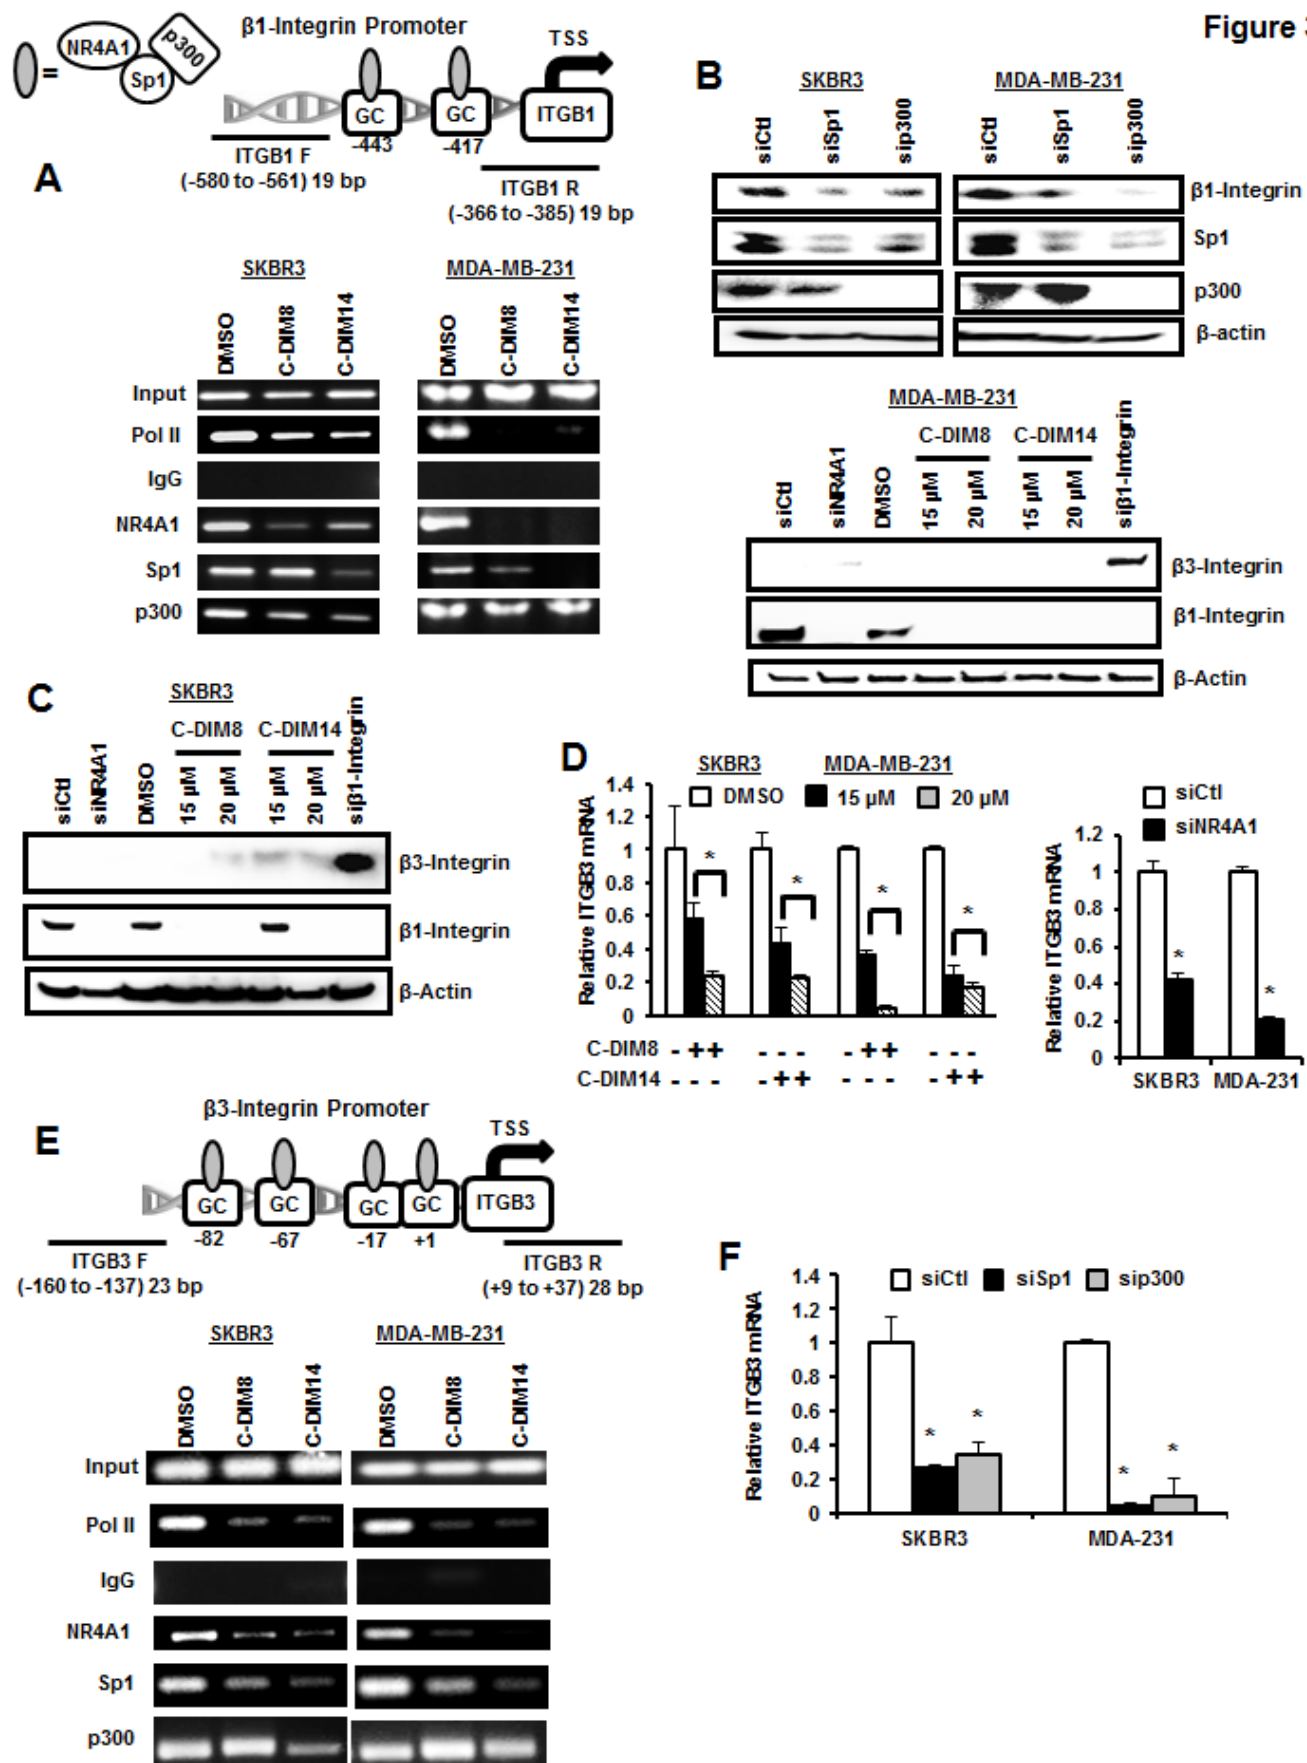 Figure 3
β1-Integrin Promoter
NR4A1
p300
Sp1
=
TSS
GC
GC
ITGB1
-443
-417
ITGB1 F
(-580 to -561) 19 bp
ITGB1 R
(-366 to -385) 19 bp
A
SKBR3
MDA-MB-231
DMSO
C-DIM8
C-DIM14
DMSO
C-DIM8
C-DIM14
Input
Pol II
IgG
NR4A1
Sp1
p300
B
SKBR3
MDA-MB-231
siCtl
siSp1
sip300
siCtl
siSp1
sip300
β1-Integrin
Sp1
p300
β-actin
MDA-MB-231
C-DIM8
C-DIM14
siCtl
siNR4A1
DMSO
15 µM
20 µM
15 µM
20 µM
siβ1-Integrin
β3-Integrin
β1-Integrin
β-Actin
C
SKBR3
C-DIM8
C-DIM14
siCtl
siNR4A1
DMSO
15 µM
20 µM
15 µM
20 µM
siβ1-Integrin
β3-Integrin
β1-Integrin
β-Actin
D
SKBR3
MDA-MB-231
DMSO
15 µM
20 µM
Relative ITGB3 mRNA
1.4
1.2
1
0.8
0.6
0.4
0.2
0
*
*
*
*
C-DIM8 - + + - - - - + + - - -
C-DIM14 - - - - + + - - - - + +
siCtl
siNR4A1
Relative ITGB3 mRNA
1.2
1
0.8
0.6
0.4
0.2
0
*
*
SKBR3
MDA-231
E
β3-Integrin Promoter
TSS
GC
GC
GC
GC
ITGB3
-82
-67
-17
+1
ITGB3 F
(-160 to -137) 23 bp
ITGB3 R
(+9 to +37) 28 bp
SKBR3
MDA-MB-231
DMSO
C-DIM8
C-DIM14
DMSO
C-DIM8
C-DIM14
Input
Pol II
IgG
NR4A1
Sp1
p300
F
siCtl
siSp1
sip300
Relative ITGB3 mRNA
1.4
1.2
1
0.8
0.6
0.4
0.2
0
*
*
*
*
SKBR3
MDA-231